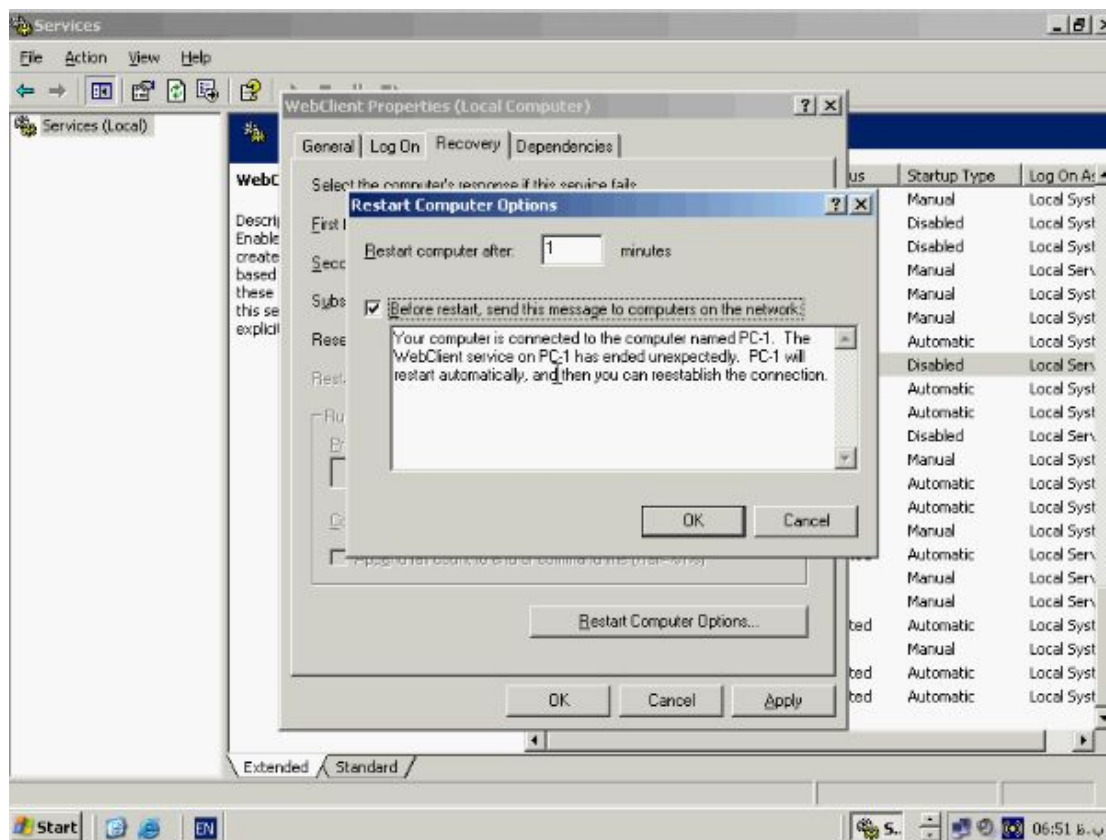 Services
File Action View Help
Services (Local)
WebClient Properties (Local Computer)
General Log On Recovery Dependencies
Select the computer's response if this service fails
Restart Computer Options
Restart computer after: 1 minutes
Before restart, send this message to computers on the network:
Your computer is connected to the computer named PC-1. The
WebClient service on PC-1 has ended unexpectedly. PC-1 will
restart automatically, and then you can reestablish the connection.
OK Cancel
Restart Computer Options...
OK Cancel Apply
Enable
create
based
these
Startup Type
Manual Local Syst
Disabled Local Syst
Disabled Local Syst
Manual Local Serv
Manual Local Syst
Manual Local Syst
Automatic Local Syst
Disabled Local Serv
Automatic Local Syst
Automatic Local Syst
Disabled Local Serv
Manual Local Syst
Automatic Local Syst
Automatic Local Syst
Manual Local Syst
Automatic Local Serv
Manual Local Serv
Manual Local Serv
ted Automatic Local Syst
Manual Local Syst
ted Automatic Local Syst
ted Automatic Local Syst
Extended Standard
Start EN S.. 06:51